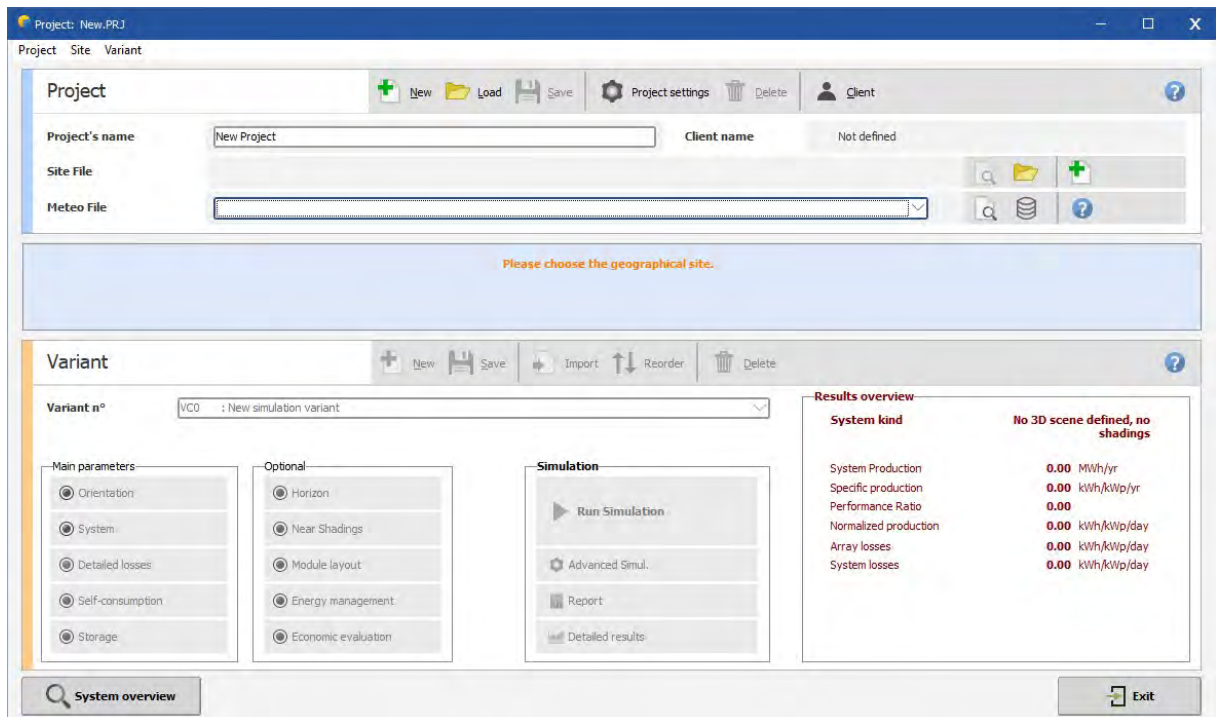 Project: New.PRJ
Project Site Variant
Project New Load Save Project settings Delete Client
Project's name New Project Client name Not defined
Site File
Meteo File
Please choose the geographical site.
Variant New Save Import Reorder Delete
Variant n° VC0 : New simulation variant
Results overview
System kind No 3D scene defined, no
shadings
Main parameters
Orientation
System
Detailed losses
Self-consumption
Storage
Optional
Horizon
Near Shadings
Module layout
Energy management
Economic evaluation
Simulation
Run Simulation
Advanced Simul.
Report
Detailed results
System Production 0.00 MWh/yr
Specific production 0.00 kWh/kWp/yr
Performance Ratio 0.00
Normalized production 0.00 kWh/kWp/day
Array losses 0.00 kWh/kWp/day
System losses 0.00 kWh/kWp/day
System overview
Exit